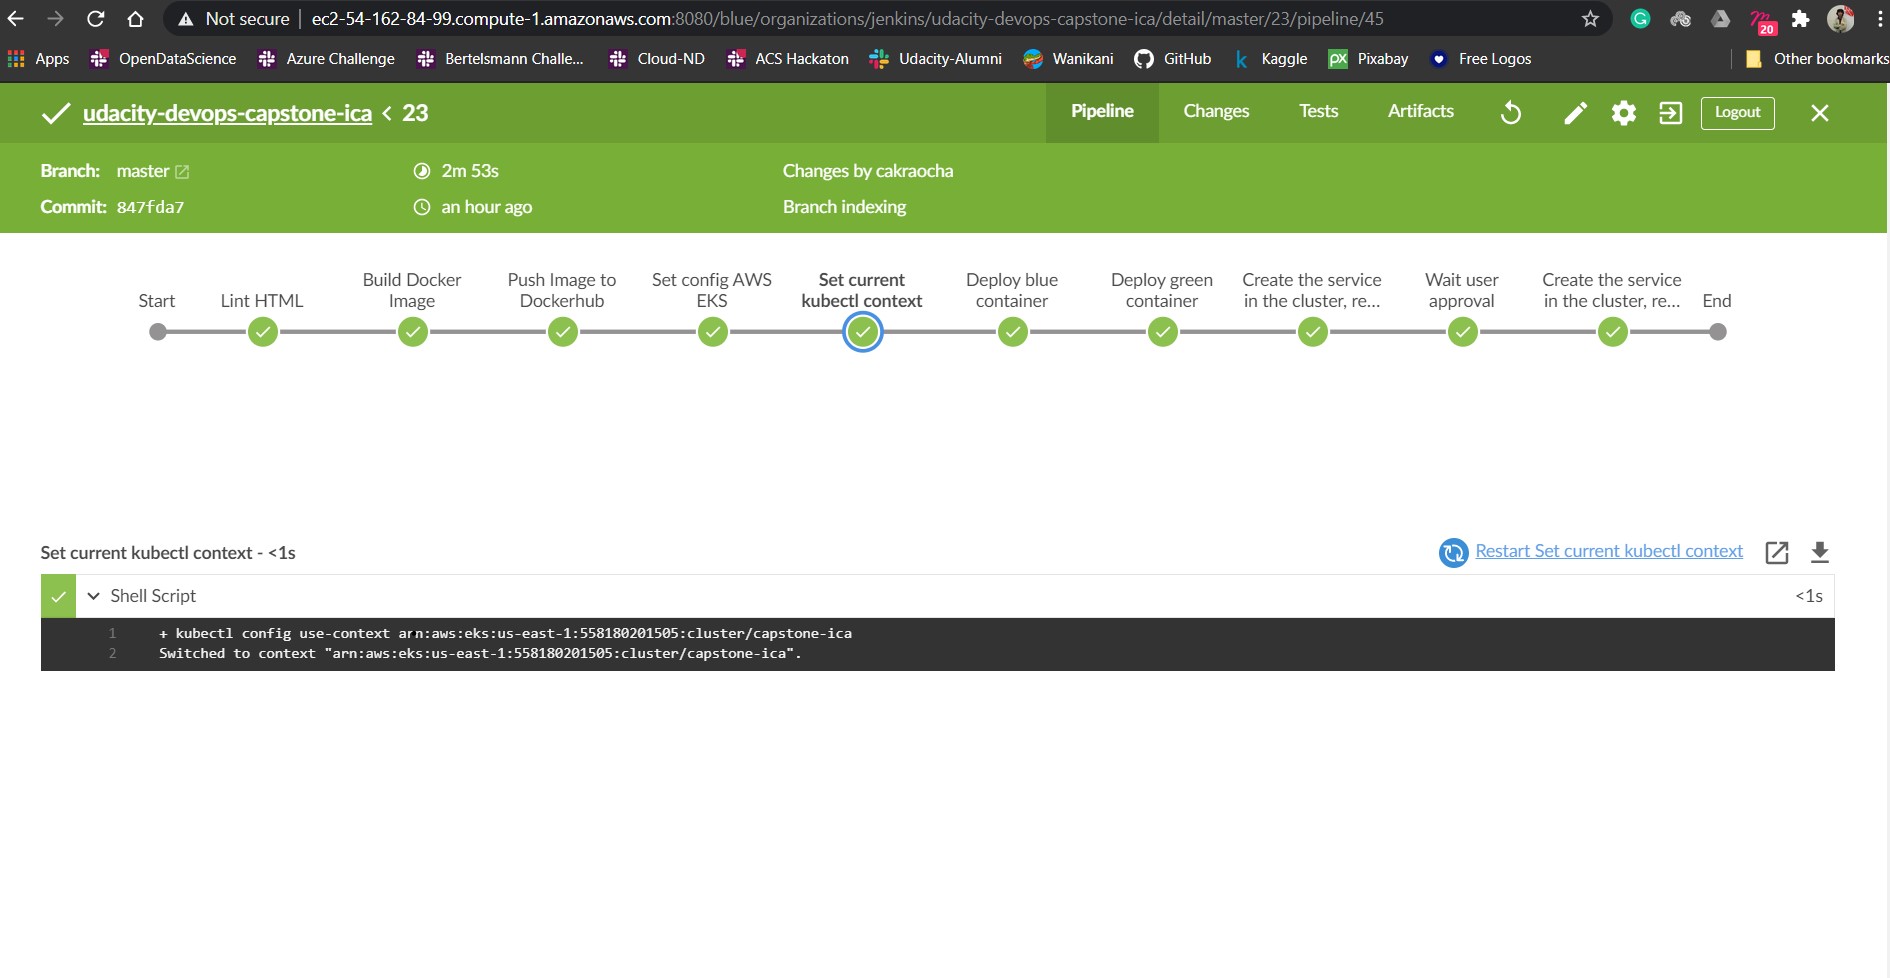 Not secure | ec2-54-162-84-99.compute-1.amazonaws.com:8080/blue/organizations/jenkins/udacity-devops-capstone-ica/detail/master/23/pipeline/45
20
Apps OpenDataScience Azure Challenge Bertelsmann Challe... Cloud-ND ACS Hackaton Udacity-Alumni Wanikani GitHub Kaggle Pixabay Free Logos Other bookmarks
udacity-devops-capstone-ica < 23 Pipeline Changes Tests Artifacts Logout
Branch: master 2m 53s Changes by cakraocha
Commit: 847fda7 an hour ago Branch indexing
Start
Lint HTML
Build Docker
Image
Push Image to
Dockerhub
Set config AWS
EKS
Set current
kubectl context
Deploy blue
container
Deploy green
container
Create the service
in the cluster, re...
Wait user
approval
Create the service
in the cluster, re...
End
Set current kubectl context - <1s Restart Set current kubectl context
Shell Script <1s
1 + kubectl config use-context arn:aws:eks:us-east-1:558180201505:cluster/capstone-ica
2 Switched to context "arn:aws:eks:us-east-1:558180201505:cluster/capstone-ica".